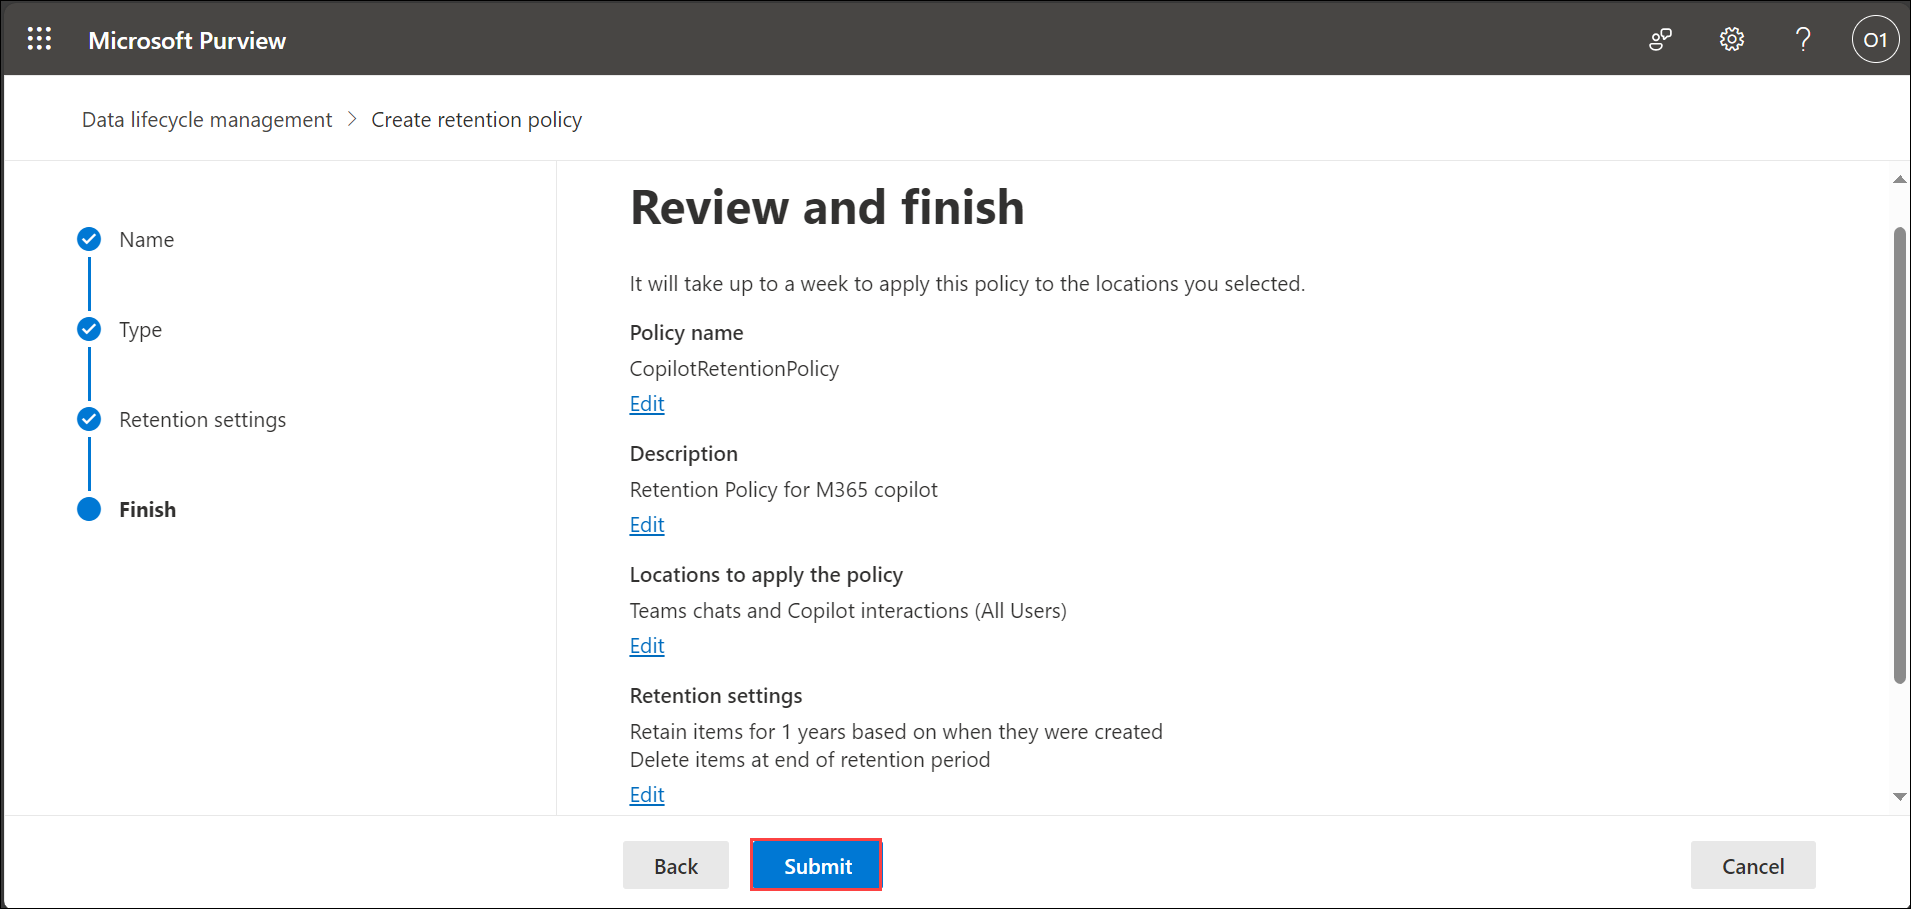 Microsoft Purview
?
O1
Data lifecycle management > Create retention policy
Name
Type
Retention settings
Finish
Review and finish
It will take up to a week to apply this policy to the locations you selected.
Policy name
CopilotRetentionPolicy
Edit
Description
Retention Policy for M365 copilot
Edit
Locations to apply the policy
Teams chats and Copilot interactions (All Users)
Edit
Retention settings
Retain items for 1 years based on when they were created
Delete items at end of retention period
Edit
Back
Submit
Cancel